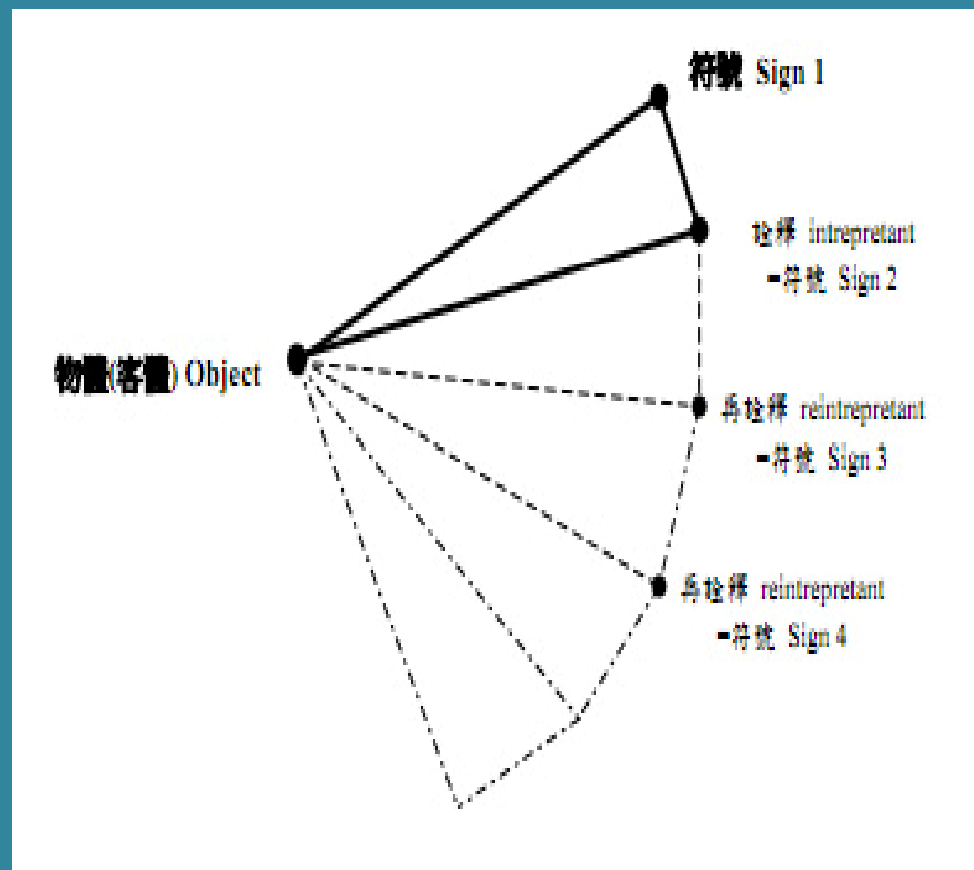 符號 Sign 1
詮釋 intrepretant
=符號 Sign 2
物體(客體) Object
再詮釋 reintrepretant
=符號 Sign 3
再詮釋 reintrepretant
=符號 Sign 4